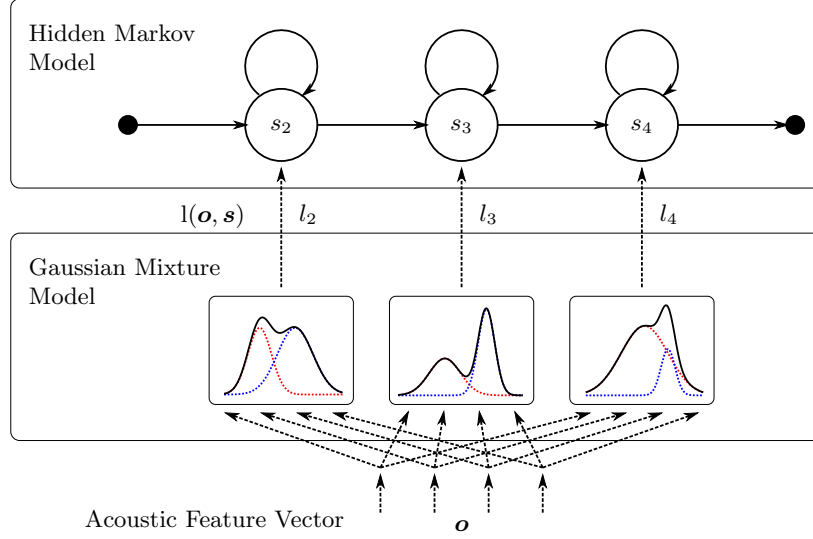 Hidden Markov
Model
s₂ s₃ s₄
l(o, s) l₂ l₃ l₄
Gaussian Mixture
Model
Acoustic Feature Vector o